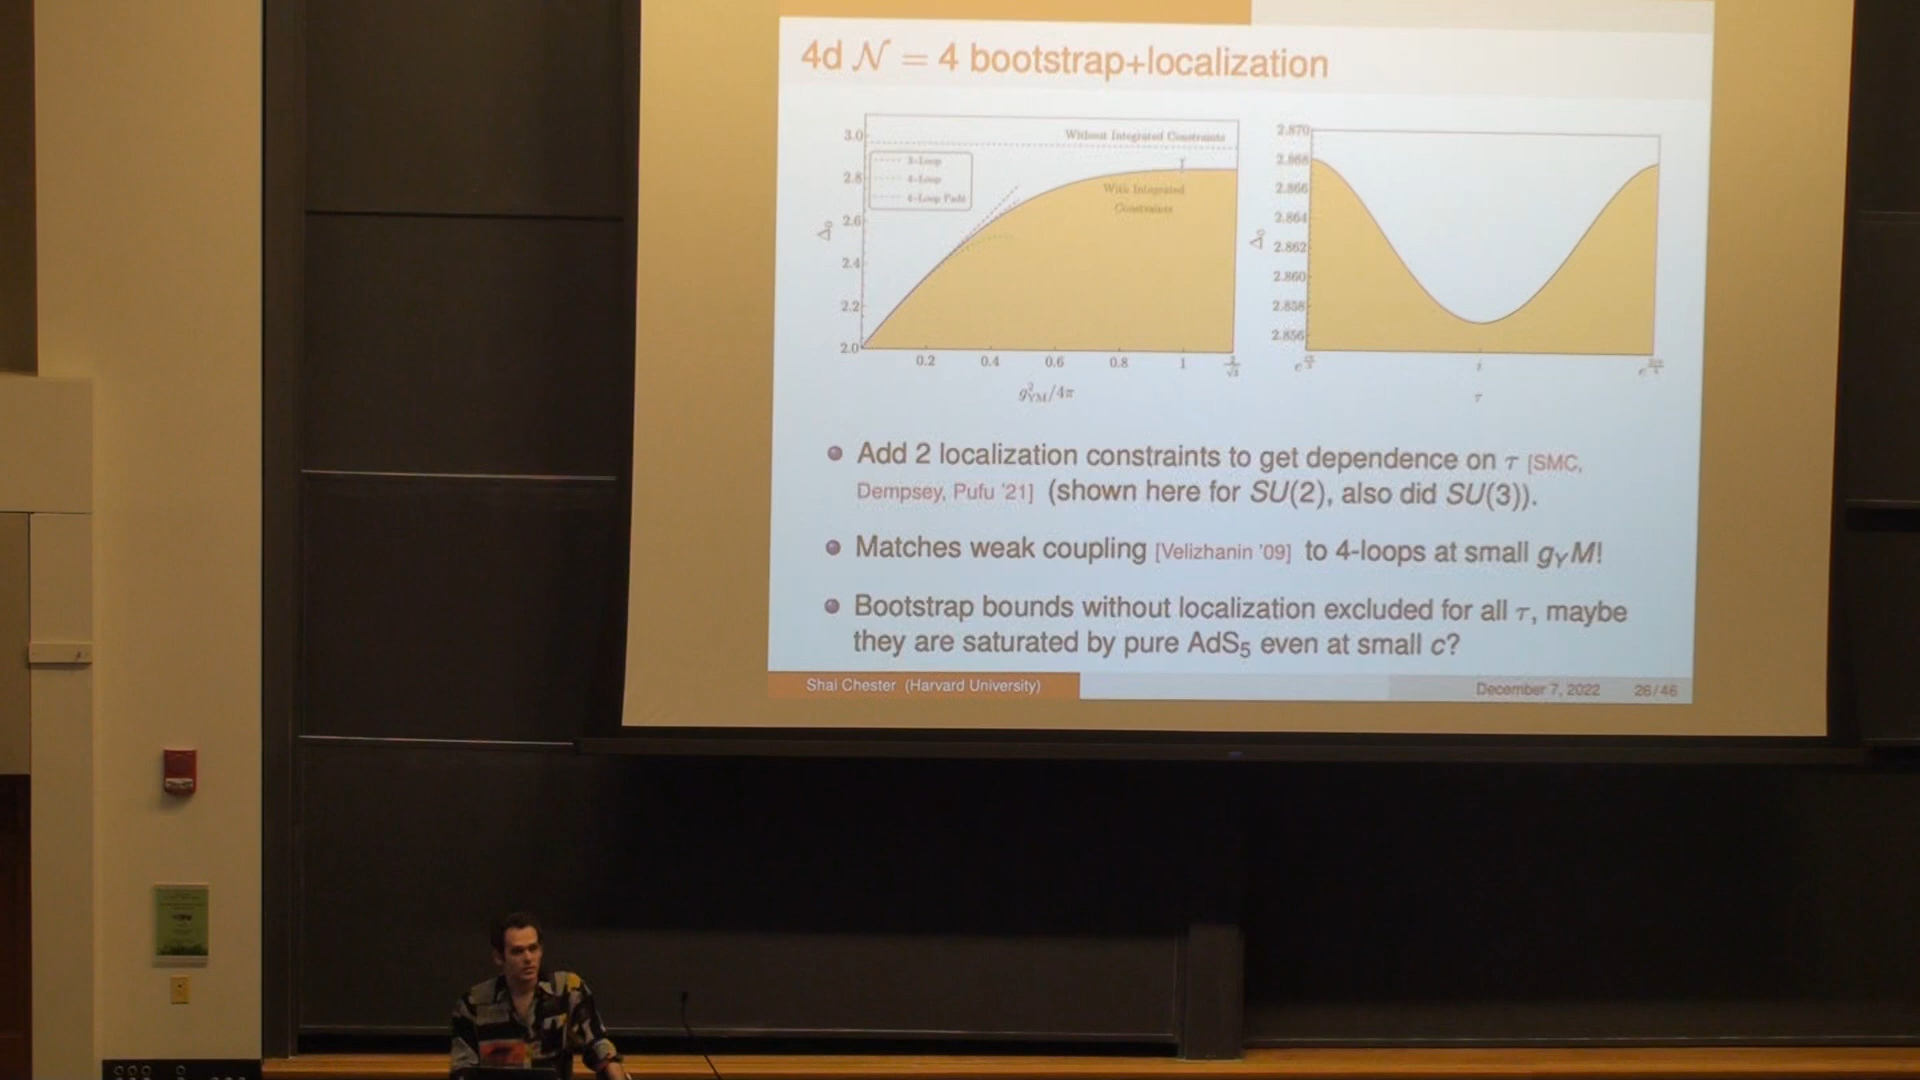 4d 𝒩 = 4 bootstrap+localization
3.0
2.8
2.6
2.4
2.2
2.0
Δ₀
Without Integrated Constraints
3-Loop
4-Loop
4-Loop Padé
With Integrated
Constraints
0.2 0.4 0.6 0.8 1 2/√3
g²YM/4π
2.870
2.868
2.866
2.864
2.862
2.860
2.858
2.856
Δ₀
i
τ
Add 2 localization constraints to get dependence on τ [SMC,
Dempsey, Pufu '21] (shown here for SU(2), also did SU(3)).
Matches weak coupling [Velizhanin '09] to 4-loops at small g_Y M!
Bootstrap bounds without localization excluded for all τ, maybe
they are saturated by pure AdS₅ even at small c?
Shai Chester (Harvard University) December 7, 2022 26/46